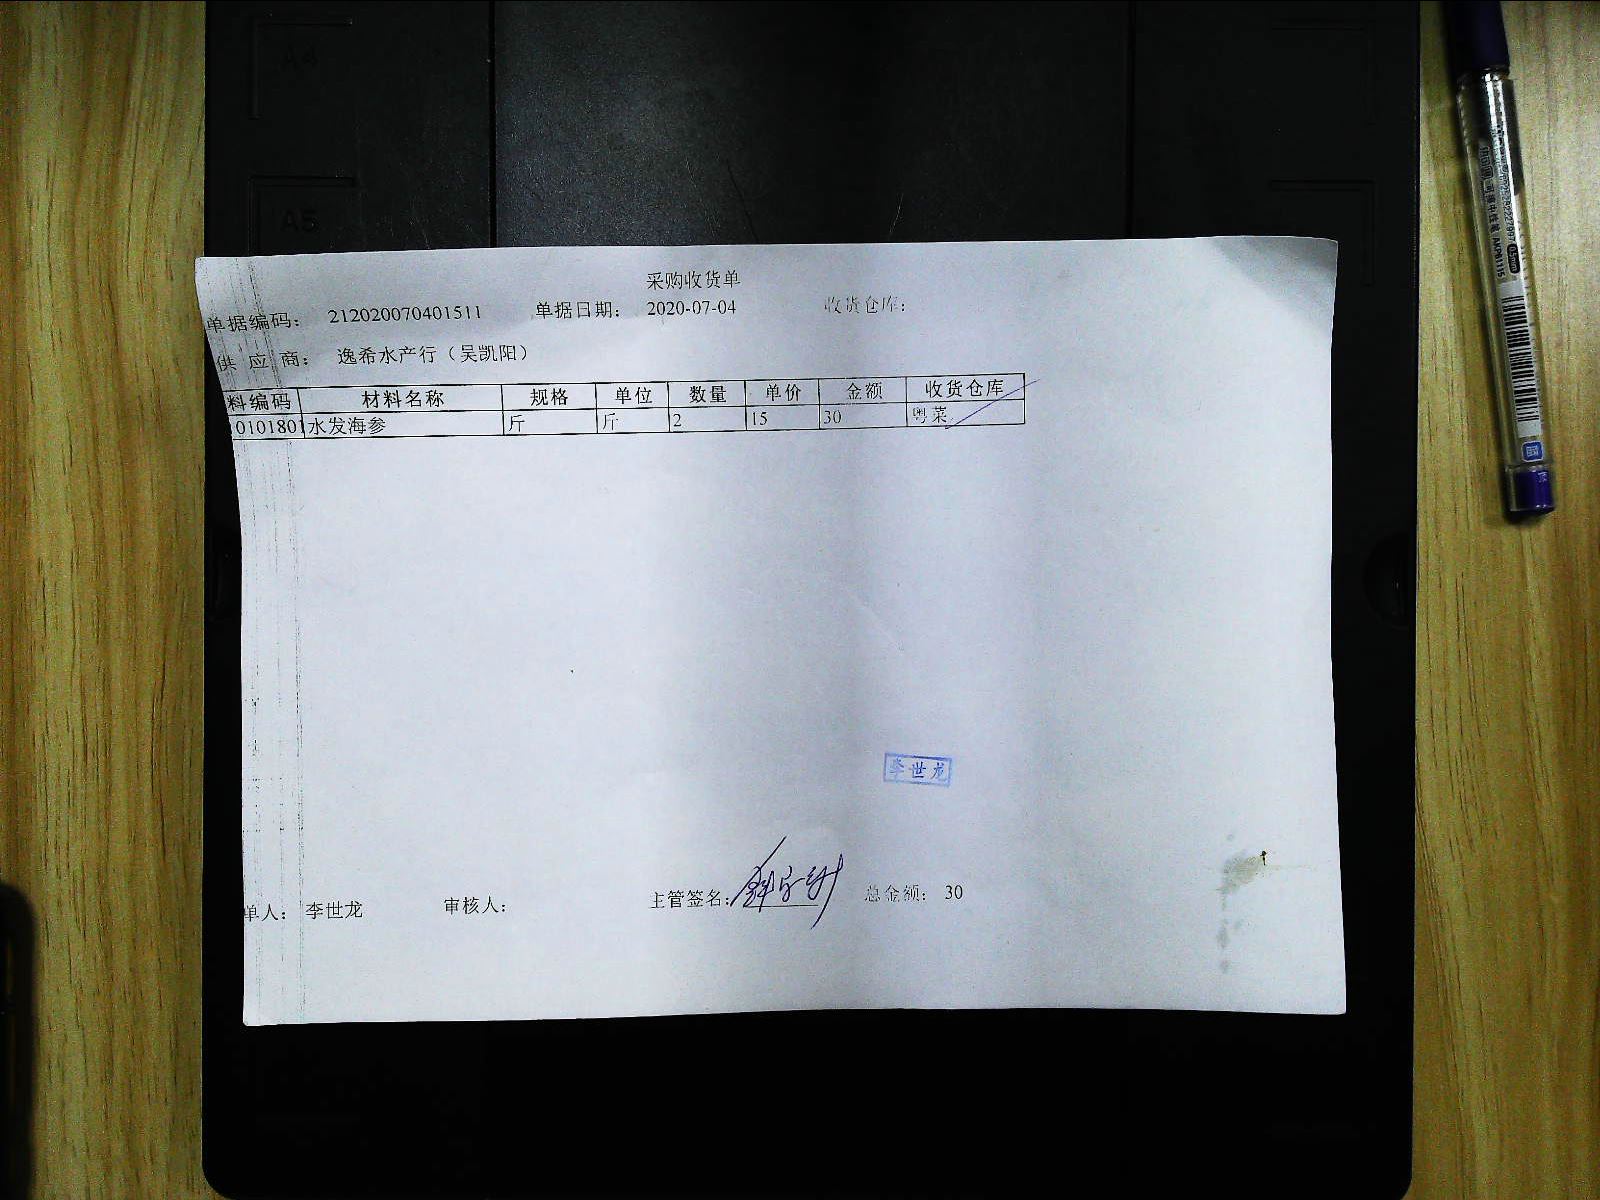 A4
A5
采购收货单
单据编码： 212020070401511 单据日期： 2020-07-04 收货仓库：
供 应 商： 逸希水产行（吴凯阳）
料编码 材料名称 规格 单位 数量 单价 金额 收货仓库
0101801 水发海参 斤 斤 2 15 30 粤菜
李世龙
单人： 李世龙 审核人： 主管签名： 总金额： 30
0.5mm